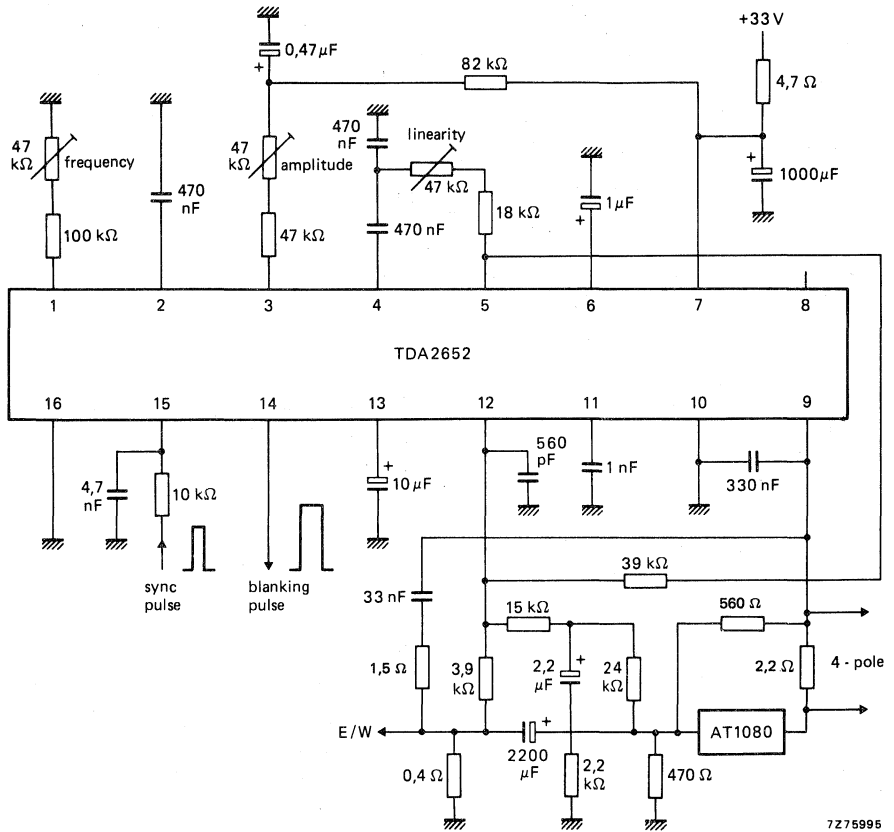 +33 V
0,47 µF
+
82 kΩ
4,7 Ω
47
kΩ
frequency
470
nF
47
kΩ
amplitude
470
nF
linearity
47 kΩ
+
1000µF
100 kΩ
47 kΩ
470 nF
18 kΩ
1µF
+
1
2
3
4
5
6
7
8
TDA2652
16
15
14
13
12
11
10
9
4,7
nF
10 kΩ
+
10 µF
560
pF
1 nF
330 nF
sync
pulse
blanking
pulse
33 nF
39 kΩ
15 kΩ
560 Ω
1,5 Ω
3,9
kΩ
2,2
µF
+
24
kΩ
2,2 Ω
4 - pole
E/W
+
2200
µF
AT1080
0,4 Ω
2,2
kΩ
470 Ω
7Z75995